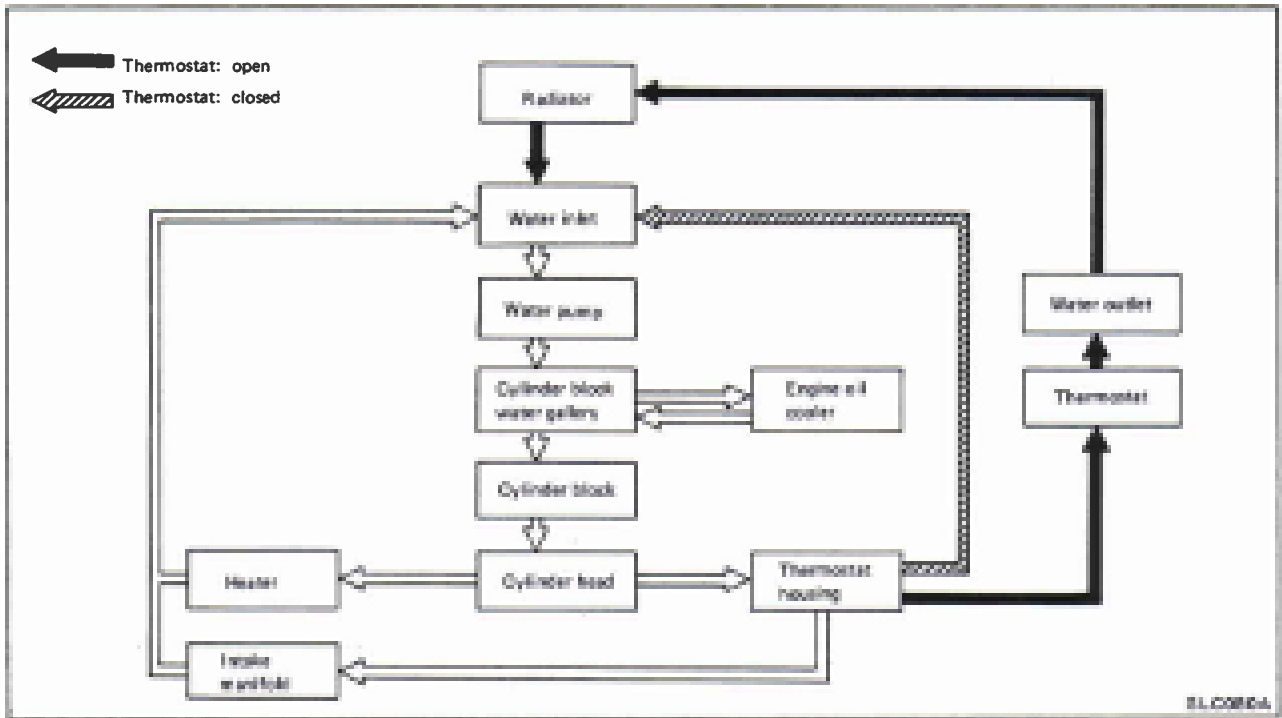 Thermostat: open
Thermostat: closed
Radiator
Water inlet
Water pump
Water outlet
Cylinder block
water gallers
Engine oil
cooler
Thermostat
Cylinder block
Heater
Cylinder head
Thermostat
housing
Intake
manifold